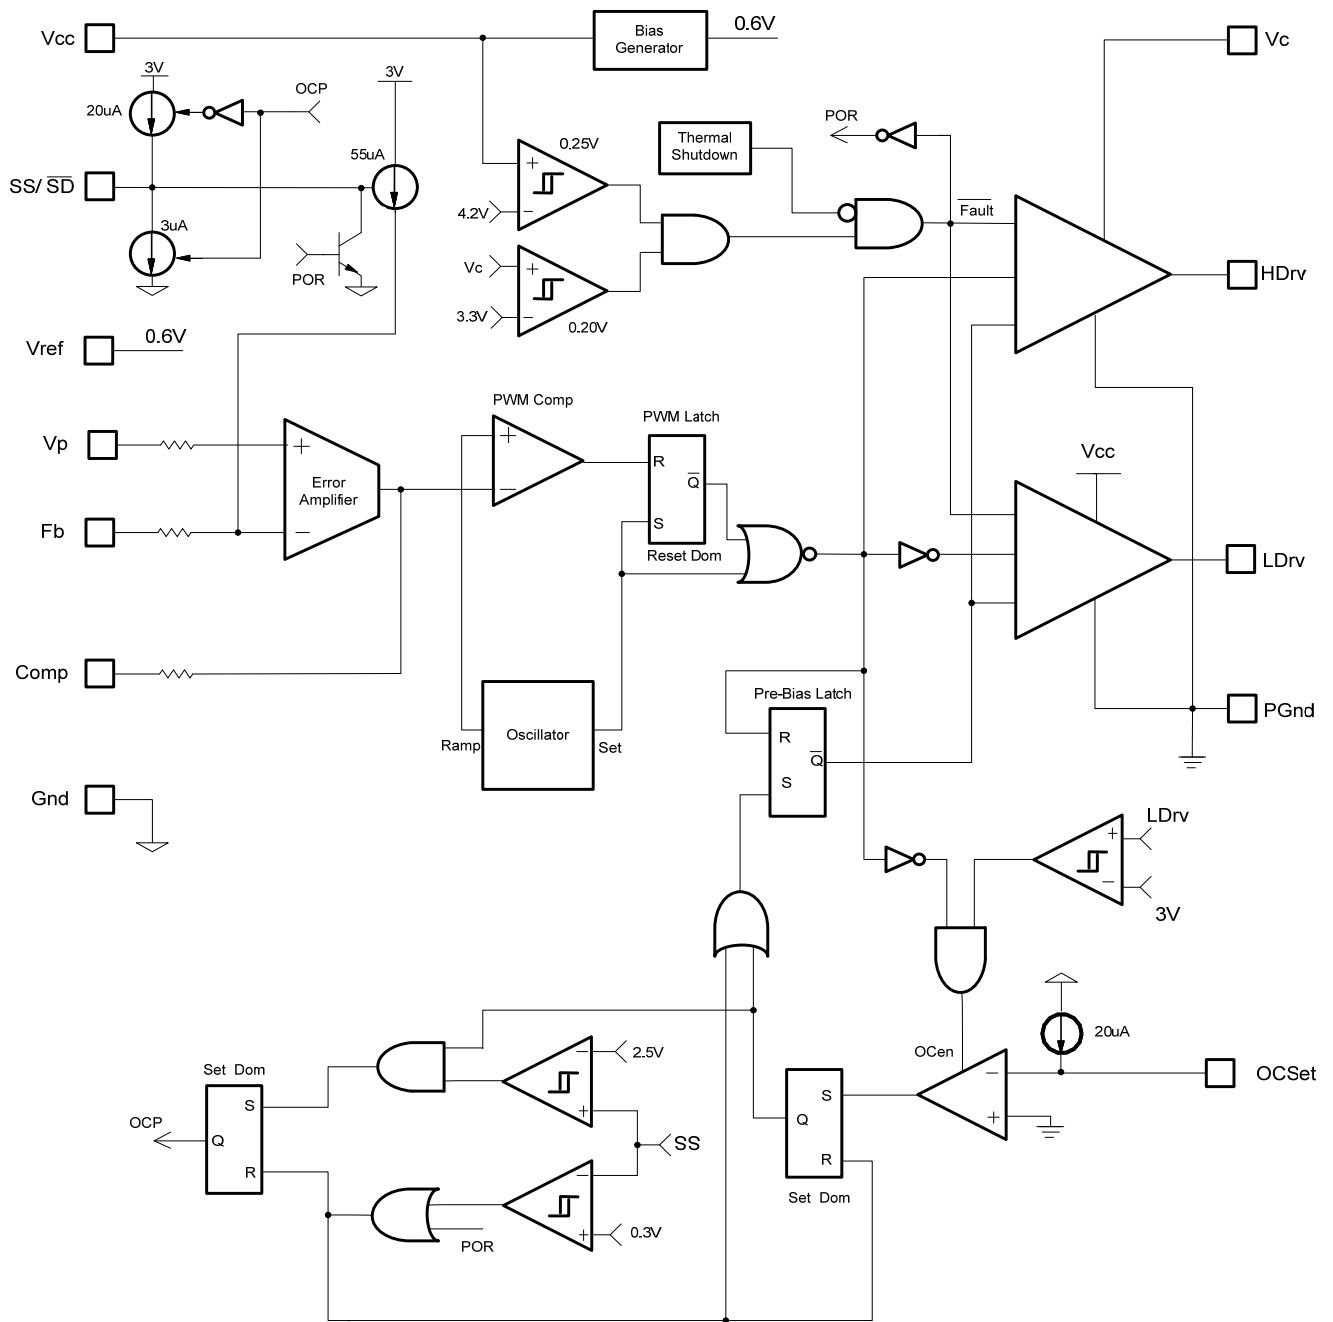 Vcc
Bias
Generator
0.6V
Vc
3V
20uA
OCP
3V
55uA
SS/ SD
3uA
POR
0.25V
+
4.2V
−
Vc
+
3.3V
−
0.20V
Thermal
Shutdown
POR
Fault
HDrv
Vref
0.6V
Vp
+
Error
Amplifier
Fb
−
PWM Comp
+
−
PWM Latch
R
Q
S
Reset Dom
Vcc
LDrv
Comp
Ramp
Oscillator
Set
Pre-Bias Latch
R
Q
S
PGnd
Gnd
LDrv
+
−
3V
OCen
20uA
−
OCSet
+
2.5V
−
+
SS
−
+
0.3V
POR
Set Dom
S
OCP
Q
R
S
Q
R
Set Dom